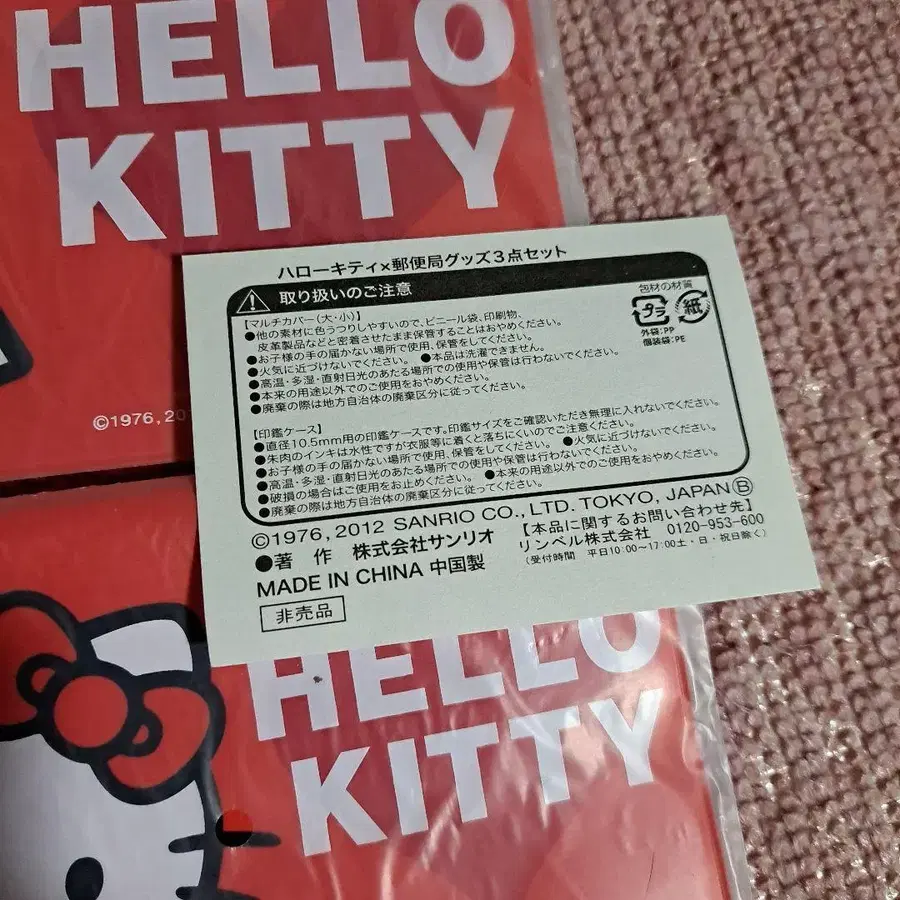 HELLO
KITTY
©1976, 201
ハローキティ×郵便局グッズ3点セット
取り扱いのご注意
包材の材質
プラ 紙
外袋:PP
個装袋:PE
【マルチカバー(大・小)】
●他の素材に色うつりしやすいので、ビニール袋、印刷物、
皮革製品などと密着させたまま保管することはおやめください。
●お子様の手の届かない場所で使用、保管をしてください。
●火気に近づけないでください。 ●本品は洗濯できません。
●高温・多湿・直射日光のあたる場所での使用や保管は行わないでください。
●本来の用途以外でのご使用をおやめください。
●廃棄の際は地方自治体の廃棄区分に従ってください。
【印鑑ケース】
●直径10.5mm用の印鑑ケースです。印鑑サイズをご確認いただき無理に入れないでください。
●朱肉のインキは水性ですが衣服等に着くと落ちにくいのでご注意ください。
●お子様の手の届かない場所で使用、保管をしてください。 ●火気に近づけないでください。
●高温・多湿・直射日光のあたる場所での使用や保管は行わないでください。
●破損の場合はご使用をお止めください。 ●本来の用途以外でのご使用をおやめください。
●廃棄の際は地方自治体の廃棄区分に従ってください。
©1976, 2012 SANRIO CO., LTD. TOKYO, JAPAN Ⓑ
●著 作 株式会社サンリオ
【本品に関するお問い合わせ先】
リンベル株式会社 0120-953-600
(受付時間 平日10:00〜17:00土・日・祝日除く)
MADE IN CHINA 中国製
非売品
HELLO
KITTY